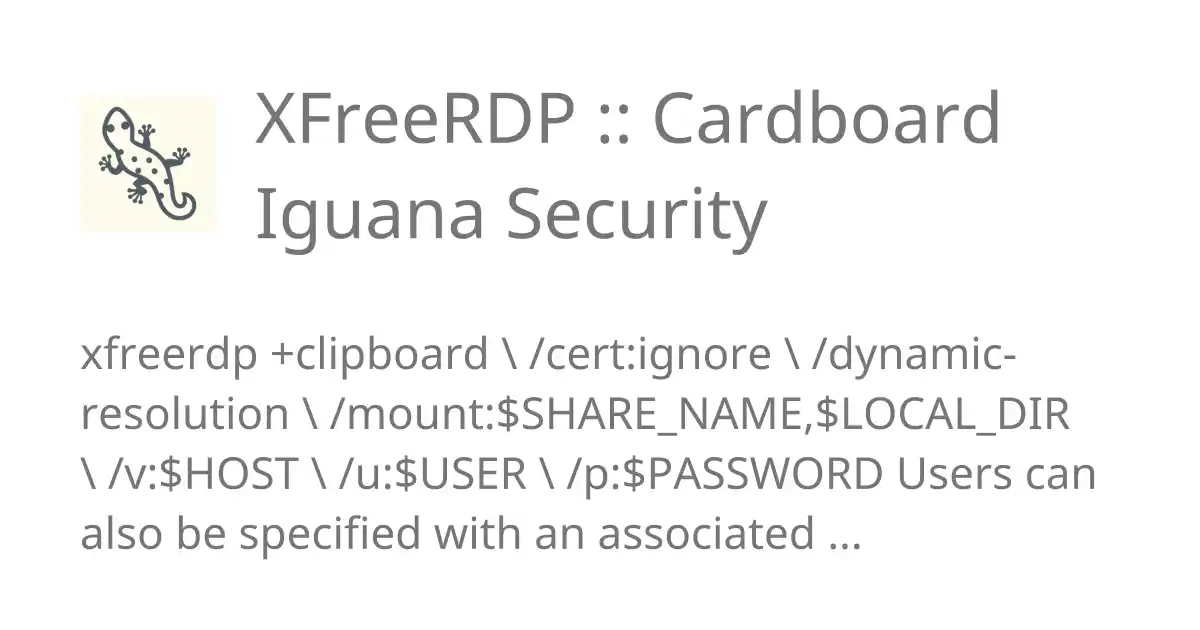 XFreeRDP :: Cardboard
Iguana Security
xfreerdp +clipboard \ /cert:ignore \ /dynamic-
resolution \ /mount:$SHARE_NAME,$LOCAL_DIR
\ /v:$HOST \ /u:$USER \ /p:$PASSWORD Users can
also be specified with an associated ...